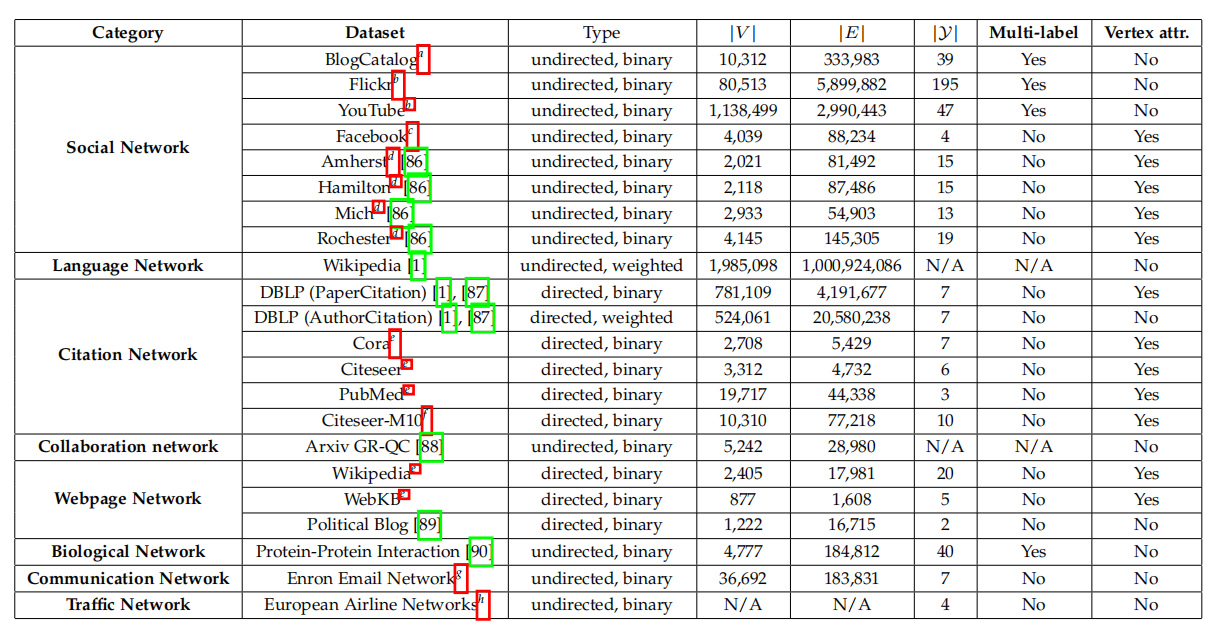 Category Dataset Type |V| |E| |𝒴| Multi-label Vertex attr.
Social Network
BlogCatalog^a undirected, binary 10,312 333,983 39 Yes No
Flickr^b undirected, binary 80,513 5,899,882 195 Yes No
YouTube^b undirected, binary 1,138,499 2,990,443 47 Yes No
Facebook^c undirected, binary 4,039 88,234 4 No Yes
Amherst^d [86] undirected, binary 2,021 81,492 15 No Yes
Hamilton^d [86] undirected, binary 2,118 87,486 15 No Yes
Mich^d [86] undirected, binary 2,933 54,903 13 No Yes
Rochester^d [86] undirected, binary 4,145 145,305 19 No Yes
Language Network Wikipedia [1] undirected, weighted 1,985,098 1,000,924,086 N/A N/A No
Citation Network
DBLP (PaperCitation) [1], [87] directed, binary 781,109 4,191,677 7 No Yes
DBLP (AuthorCitation) [1], [87] directed, weighted 524,061 20,580,238 7 No No
Cora^e directed, binary 2,708 5,429 7 No Yes
Citeseer^e directed, binary 3,312 4,732 6 No Yes
PubMed^e directed, binary 19,717 44,338 3 No Yes
Citeseer-M10^f directed, binary 10,310 77,218 10 No Yes
Collaboration network Arxiv GR-QC [88] undirected, binary 5,242 28,980 N/A N/A No
Webpage Network
Wikipedia^e directed, binary 2,405 17,981 20 No Yes
WebKB^e directed, binary 877 1,608 5 No Yes
Political Blog [89] directed, binary 1,222 16,715 2 No No
Biological Network Protein-Protein Interaction [90] undirected, binary 4,777 184,812 40 Yes No
Communication Network Enron Email Network^g undirected, binary 36,692 183,831 7 No No
Traffic Network European Airline Networks^h undirected, binary N/A N/A 4 No No